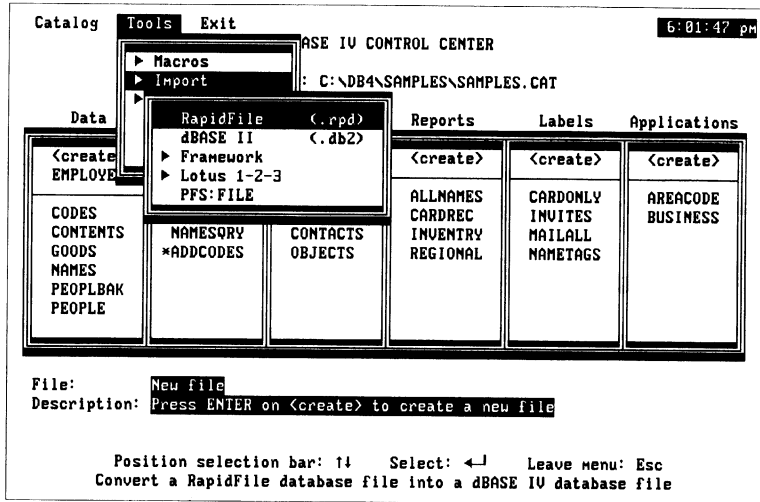 Catalog Tools Exit 6:01:47 pm
ASE IV CONTROL CENTER
▶ Macros
▶ Import : C:\DB4\SAMPLES\SAMPLES.CAT
▶
Data RapidFile (.rpd) Reports Labels Applications
dBASE II (.db2)
<create ▶ Framework <create> <create> <create>
EMPLOYE ▶ Lotus 1-2-3
PFS:FILE ALLNAMES CARDONLY AREACODE
CODES CARDREC INVITES BUSINESS
CONTENTS NAMESQRY CONTACTS INVENTRY MAILALL
GOODS *ADDCODES OBJECTS REGIONAL NAMETAGS
NAMES
PEOPLBAK
PEOPLE
File: New file
Description: Press ENTER on <create> to create a new file
Position selection bar: ↑↓ Select: ↵ Leave menu: Esc
Convert a RapidFile database file into a dBASE IV database file